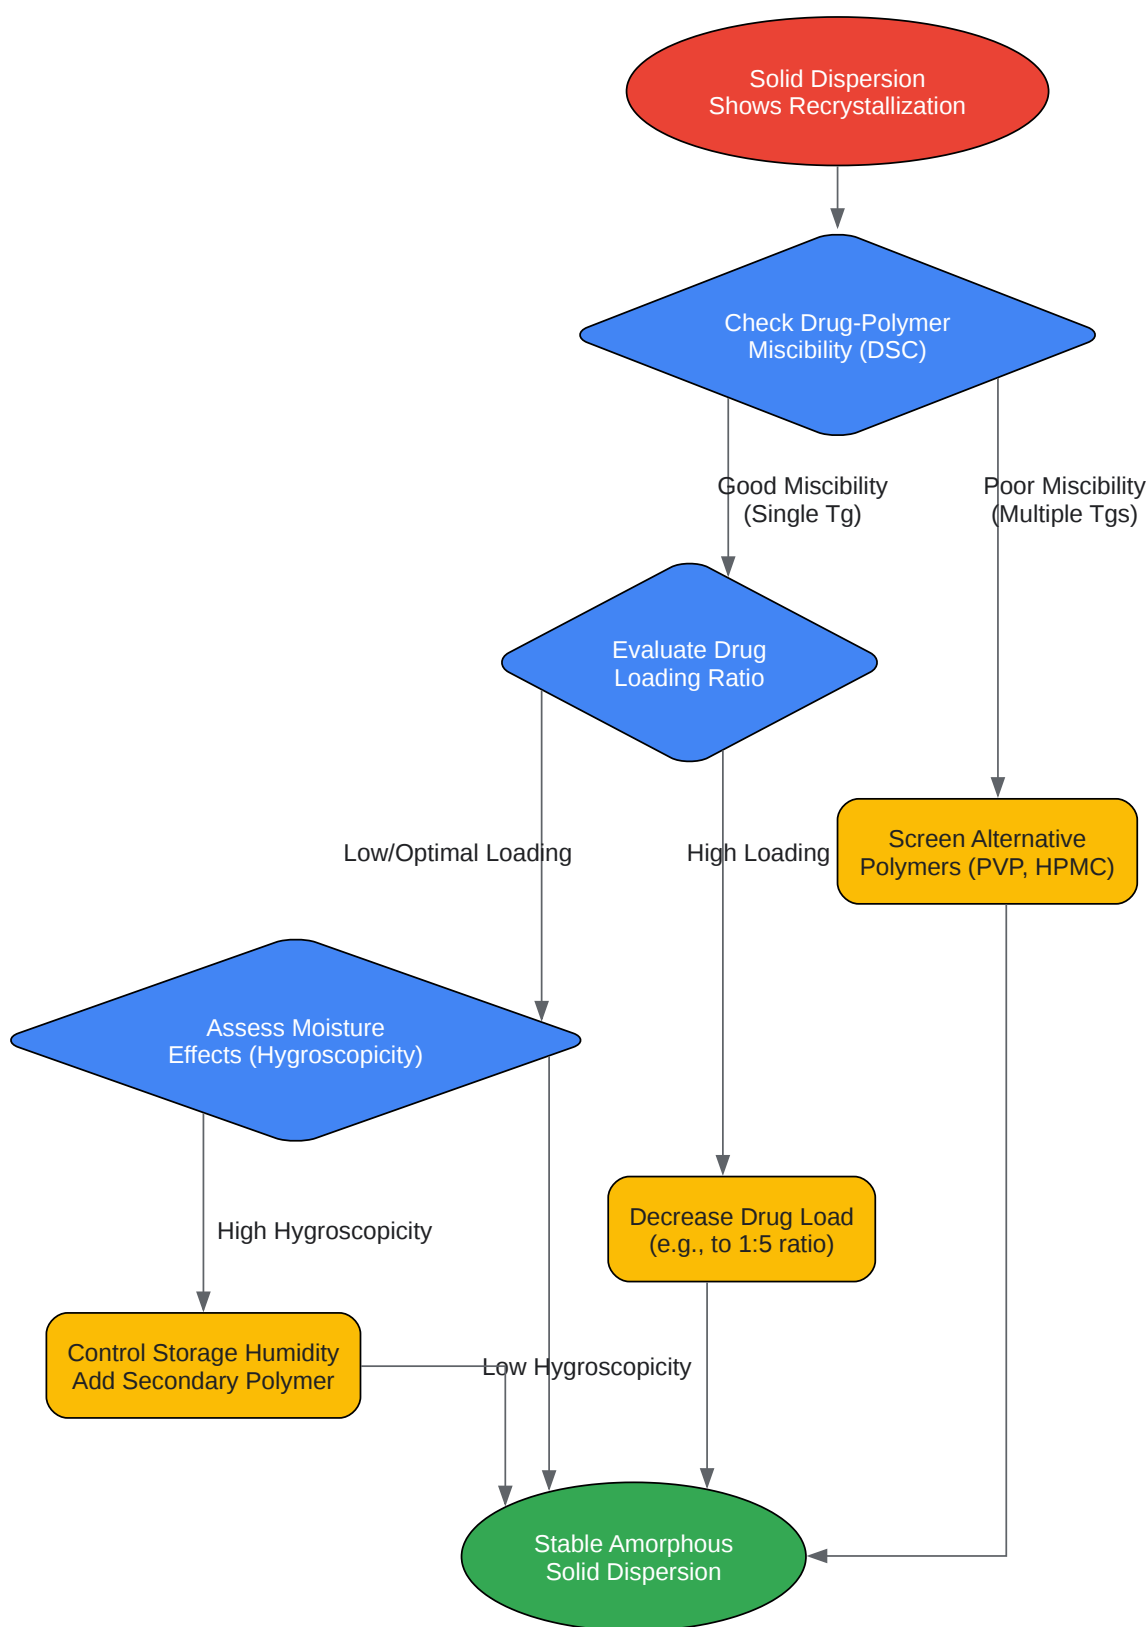 Solid Dispersion
Shows Recrystallization
Check Drug-Polymer
Miscibility (DSC)
Good Miscibility
(Single Tg)
Poor Miscibility
(Multiple Tgs)
Evaluate Drug
Loading Ratio
Low/Optimal Loading
High Loading
Screen Alternative
Polymers (PVP, HPMC)
Assess Moisture
Effects (Hygroscopicity)
High Hygroscopicity
Decrease Drug Load
(e.g., to 1:5 ratio)
Control Storage Humidity
Add Secondary Polymer
Low Hygroscopicity
Stable Amorphous
Solid Dispersion